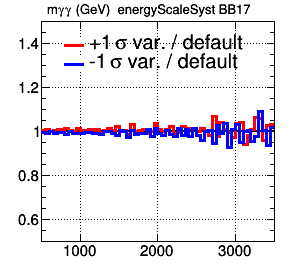 mγγ (GeV) energyScaleSyst BB17
+1 σ var. / default
-1 σ var. / default
1.4
1.2
1
0.8
0.6
1000 2000 3000